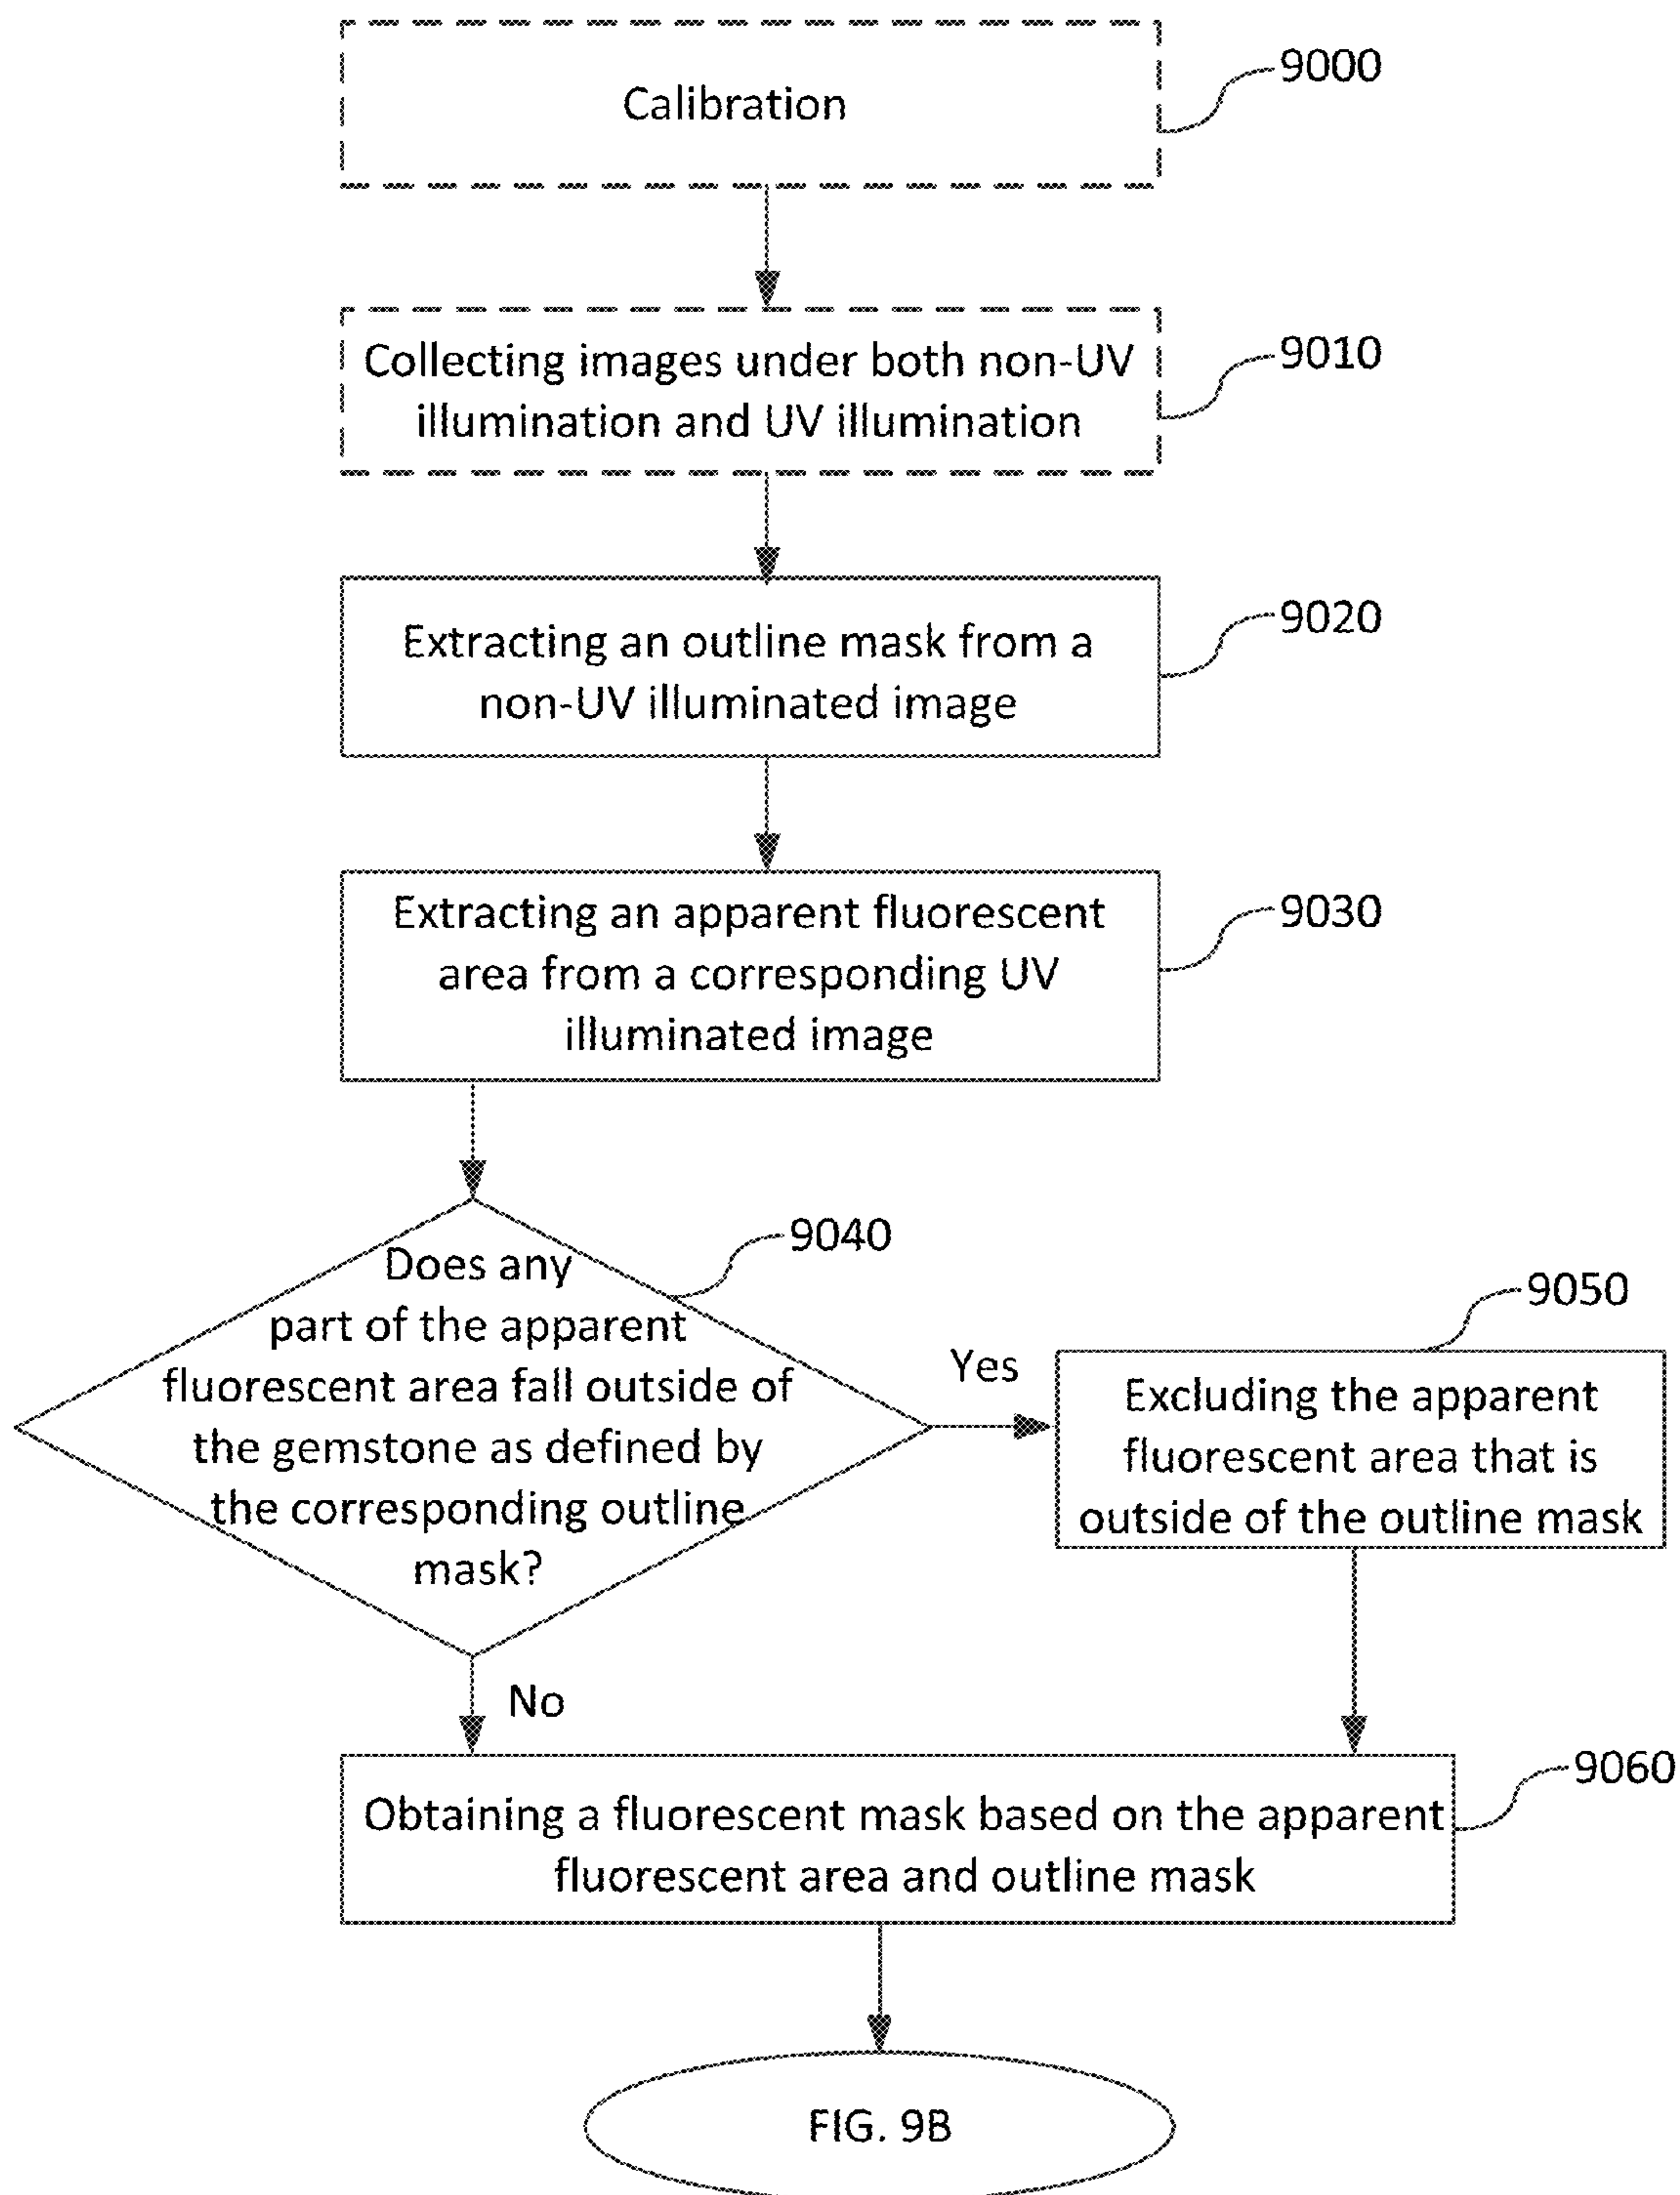 Calibration
9000
Collecting images under both non-UV
illumination and UV illumination
9010
Extracting an outline mask from a
non-UV illuminated image
9020
Extracting an apparent fluorescent
area from a corresponding UV
illuminated image
9030
Does any
part of the apparent
fluorescent area fall outside of
the gemstone as defined by
the corresponding outline
mask?
9040
Yes
Excluding the apparent
fluorescent area that is
outside of the outline mask
9050
No
Obtaining a fluorescent mask based on the apparent
fluorescent area and outline mask
9060
FIG. 9B